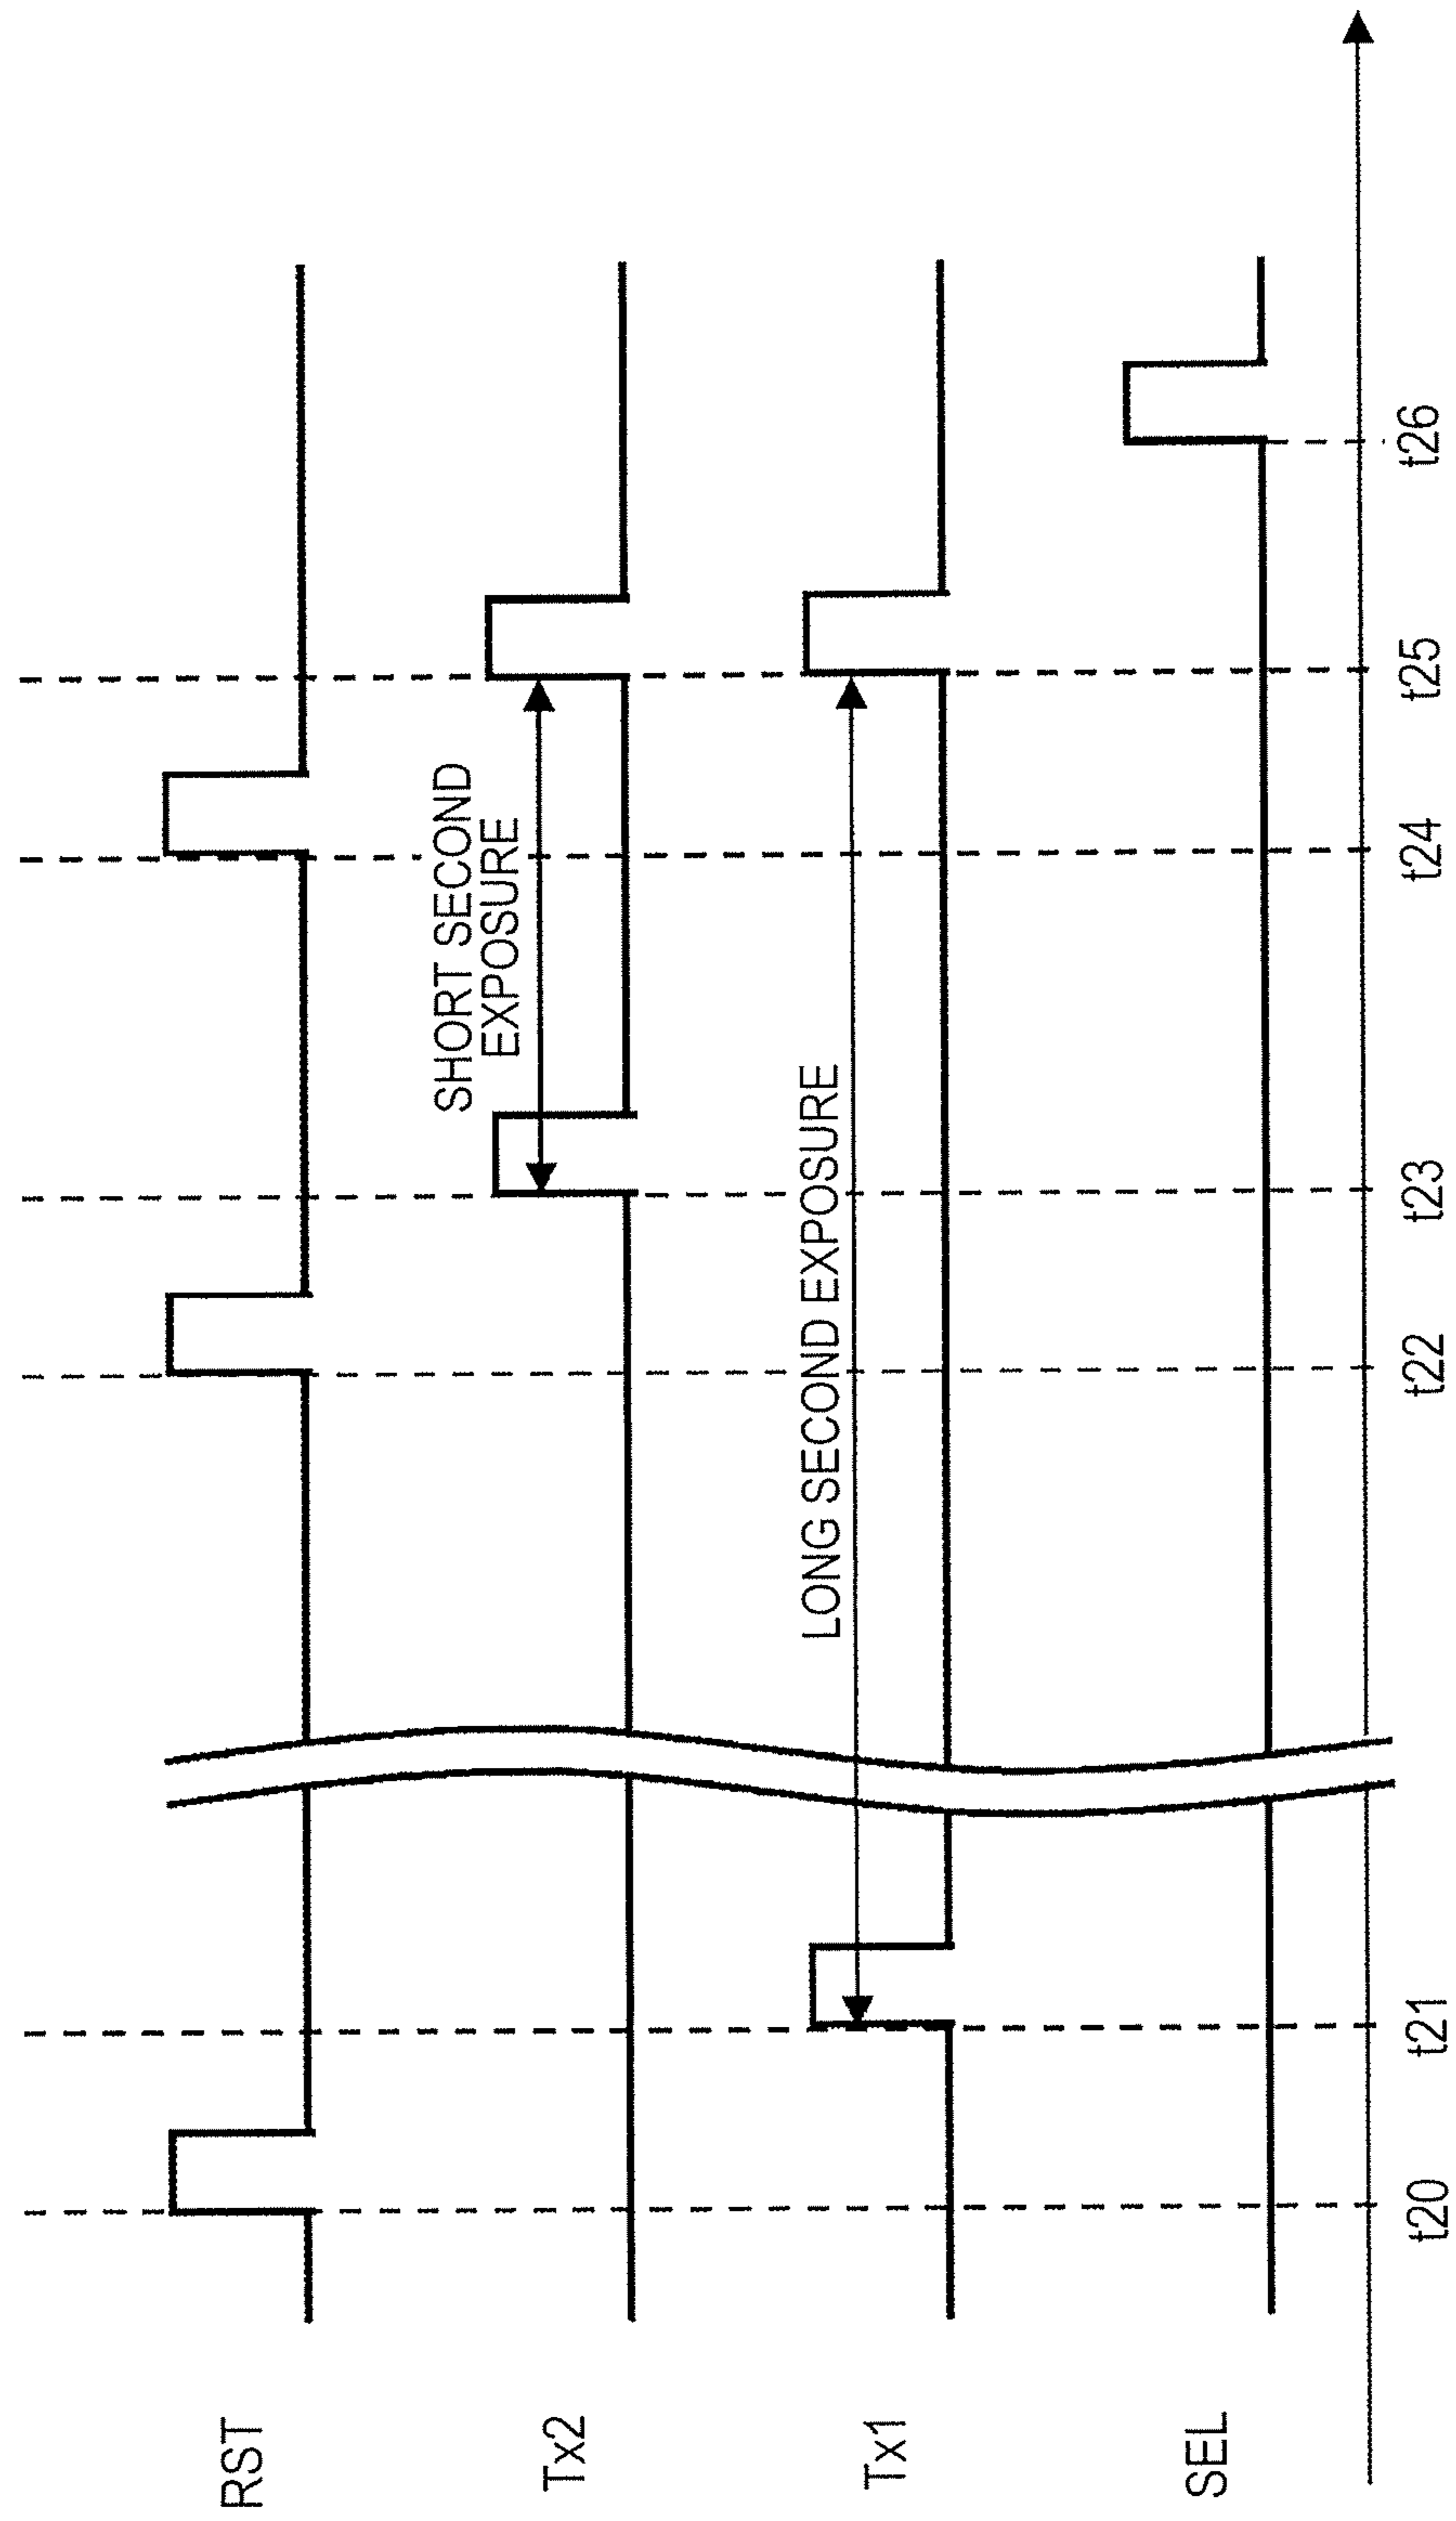 RST
Tx2
SHORT SECOND
EXPOSURE
Tx1
LONG SECOND EXPOSURE
SEL
t20
t21
t22
t23
t24
t25
t26